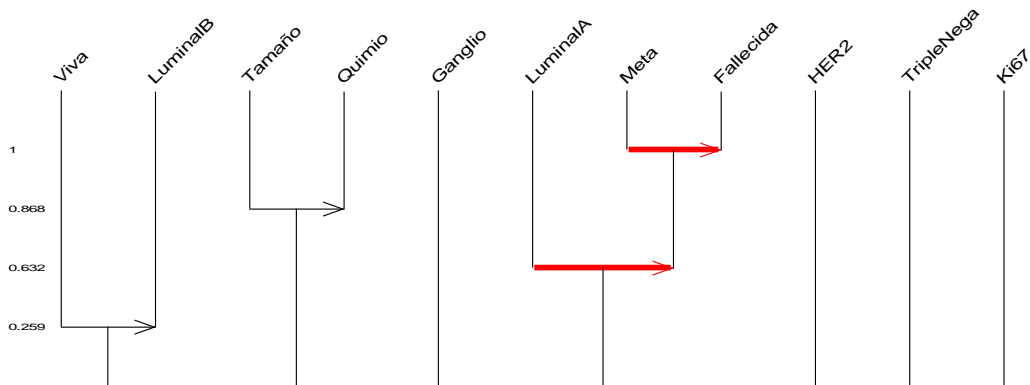 Viva
LuminalB
Tamaño
Quimio
Ganglio
LuminalA
Meta
Fallecida
HER2
TripleNega
Ki67
1
0.868
0.632
0.259